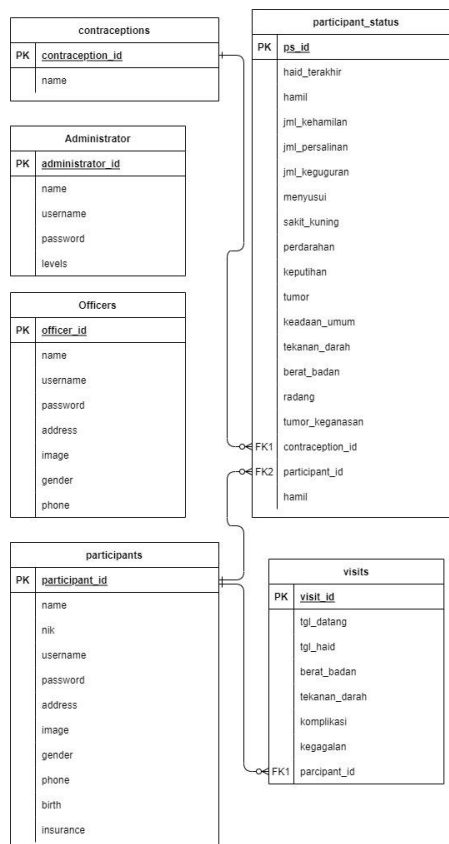 contraceptions
PK contraception_id
name
Administrator
PK administrator_id
name
username
password
levels
Officers
PK officer_id
name
username
password
address
image
gender
phone
participants
PK participant_id
name
nik
username
password
address
image
gender
phone
birth
insurance
participant_status
PK ps_id
haid_terakhir
hamil
jml_kehamilan
jml_persalinan
jml_keguguran
menyusui
sakit_kuning
perdarahan
keputihan
tumor
keadaan_umum
tekanan_darah
berat_badan
radang
tumor_keganasan
FK1 contraception_id
FK2 participant_id
hamil
visits
PK visit_id
tgl_datang
tgl_haid
berat_badan
tekanan_darah
komplikasi
kegagalan
FK1 parcipant_id